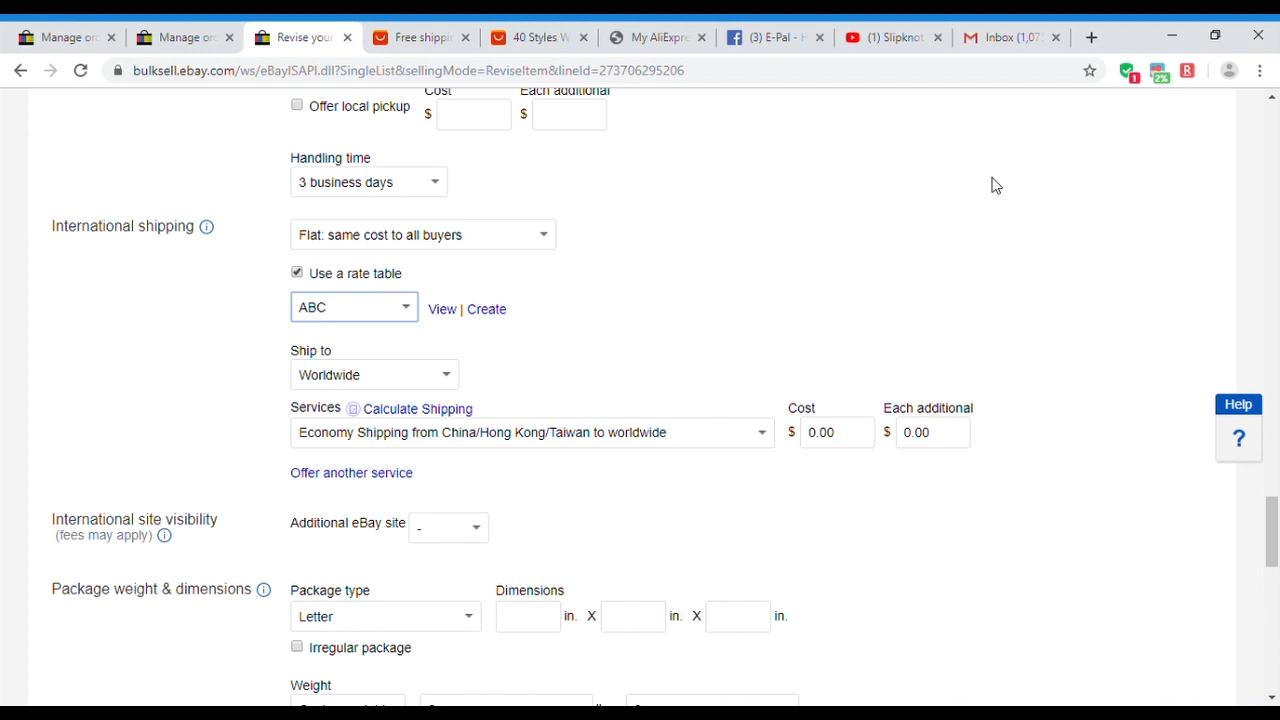 Manage or
Manage or
Revise your
Free shippi
40 Styles W
My AliExpre
(3) E-Pal - H
(1) Slipknot
Inbox (1,07
bulksell.ebay.com/ws/eBayISAPI.dll?SingleList&sellingMode=ReviseItem&lineId=273706295206
1
2%
R
Cost
Each additional
Offer local pickup
$
$
Handling time
3 business days
International shipping
Flat: same cost to all buyers
Use a rate table
ABC
View | Create
Ship to
Worldwide
Services
Calculate Shipping
Cost
Each additional
Economy Shipping from China/Hong Kong/Taiwan to worldwide
$ 0.00
$ 0.00
Help
?
Offer another service
International site visibility
(fees may apply)
Additional eBay site
-
Package weight & dimensions
Package type
Dimensions
Letter
in. X
in. X
in.
Irregular package
Weight